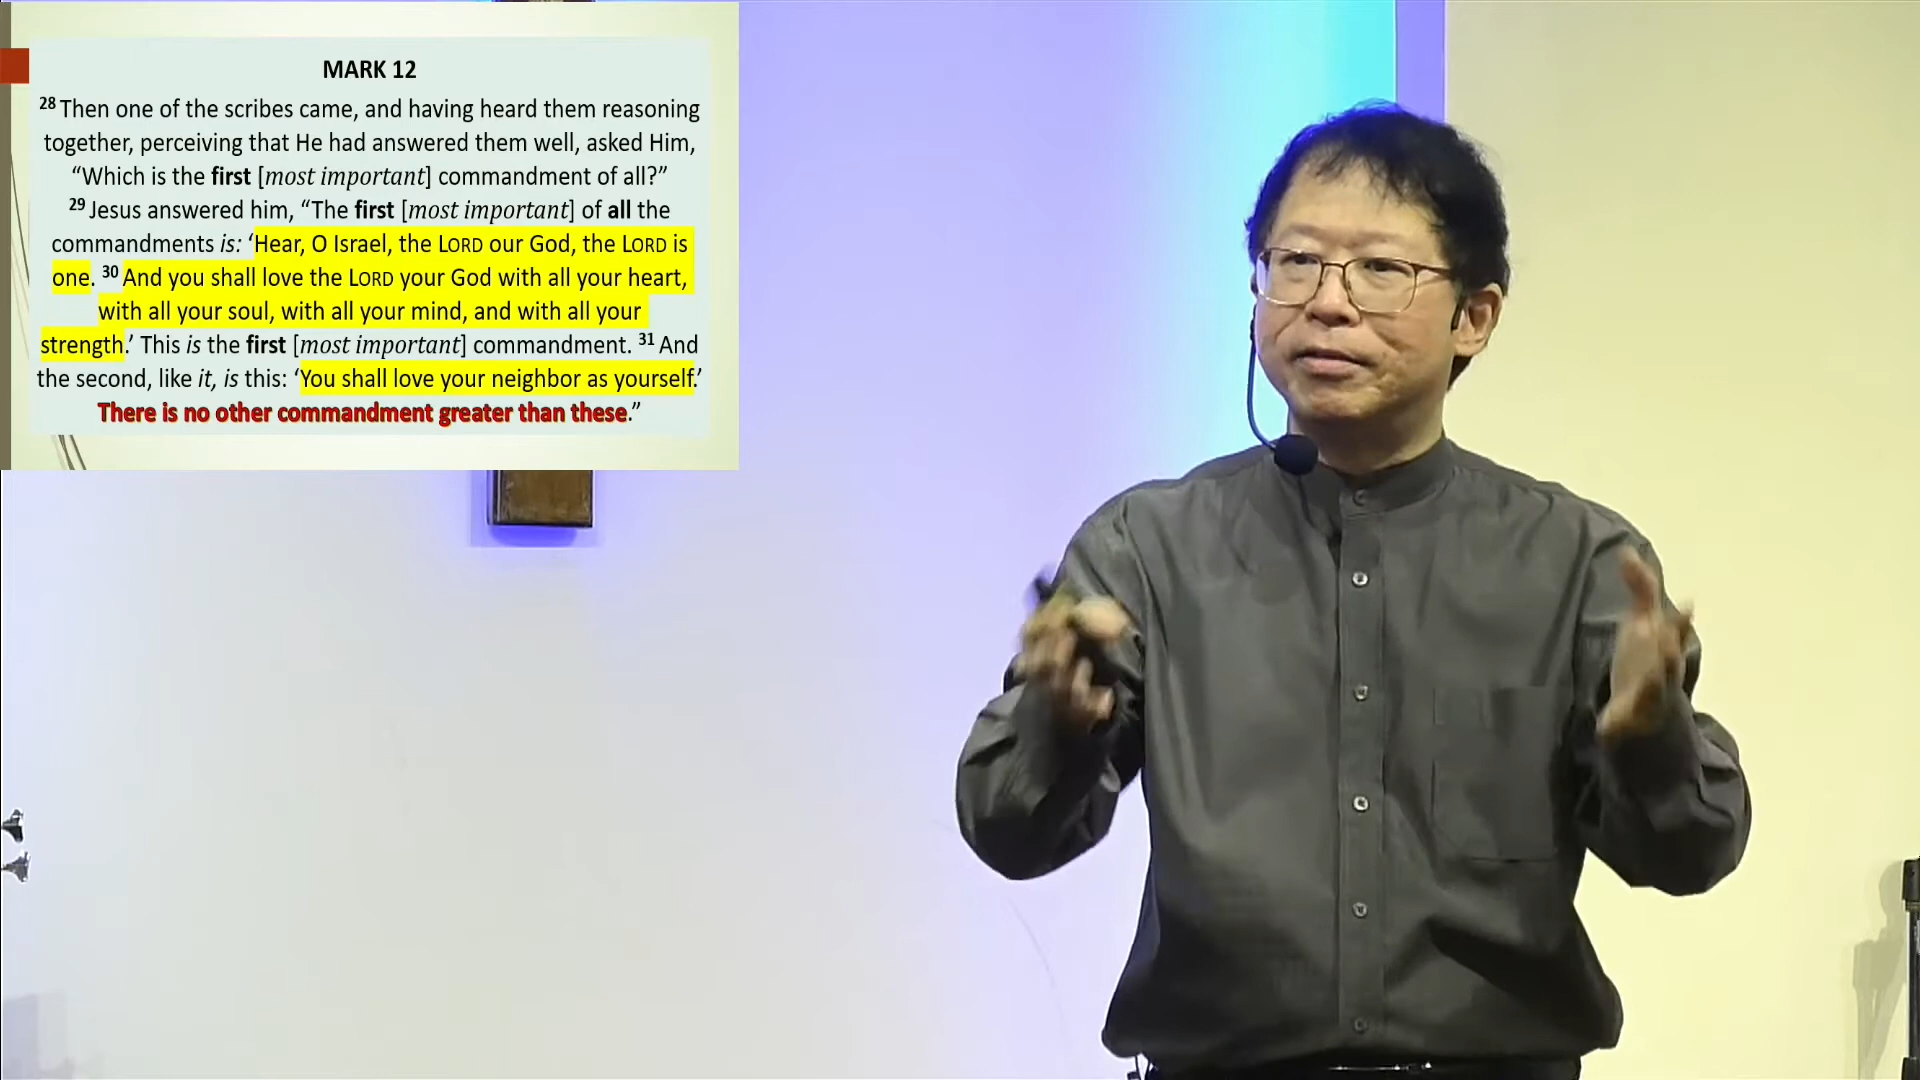 MARK 12
28 Then one of the scribes came, and having heard them reasoning
together, perceiving that He had answered them well, asked Him,
“Which is the first [most important] commandment of all?”
29 Jesus answered him, “The first [most important] of all the
commandments is: ‘Hear, O Israel, the LORD our God, the LORD is
one. 30 And you shall love the LORD your God with all your heart,
with all your soul, with all your mind, and with all your
strength.’ This is the first [most important] commandment. 31 And
the second, like it, is this: ‘You shall love your neighbor as yourself.’
There is no other commandment greater than these.”